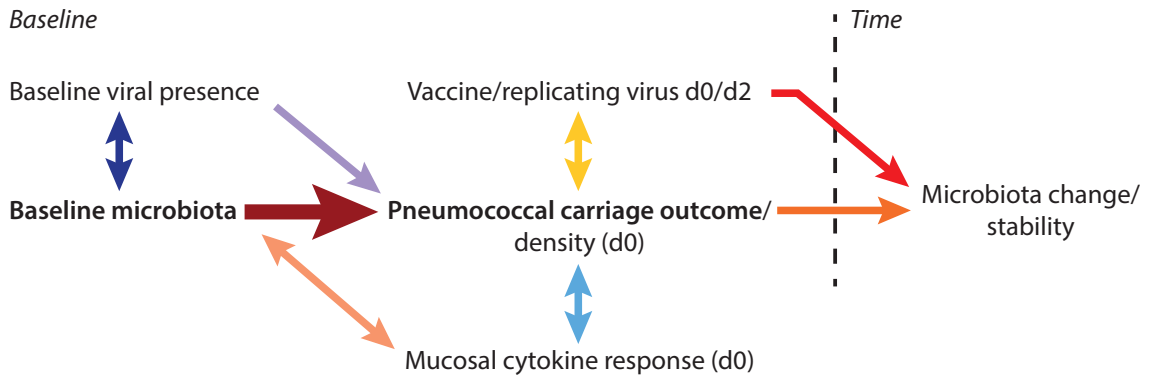 Baseline
Time
Baseline viral presence
Vaccine/replicating virus d0/d2
Baseline microbiota
Pneumococcal carriage outcome/
density (d0)
Microbiota change/
stability
Mucosal cytokine response (d0)